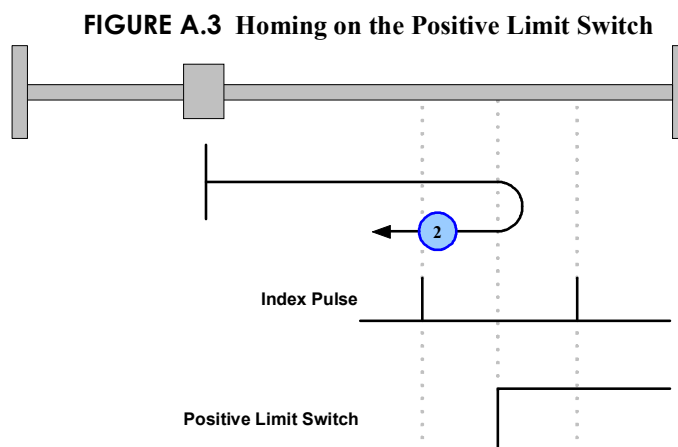 FIGURE A.3 Homing on the Positive Limit Switch
2
Index Pulse
Positive Limit Switch